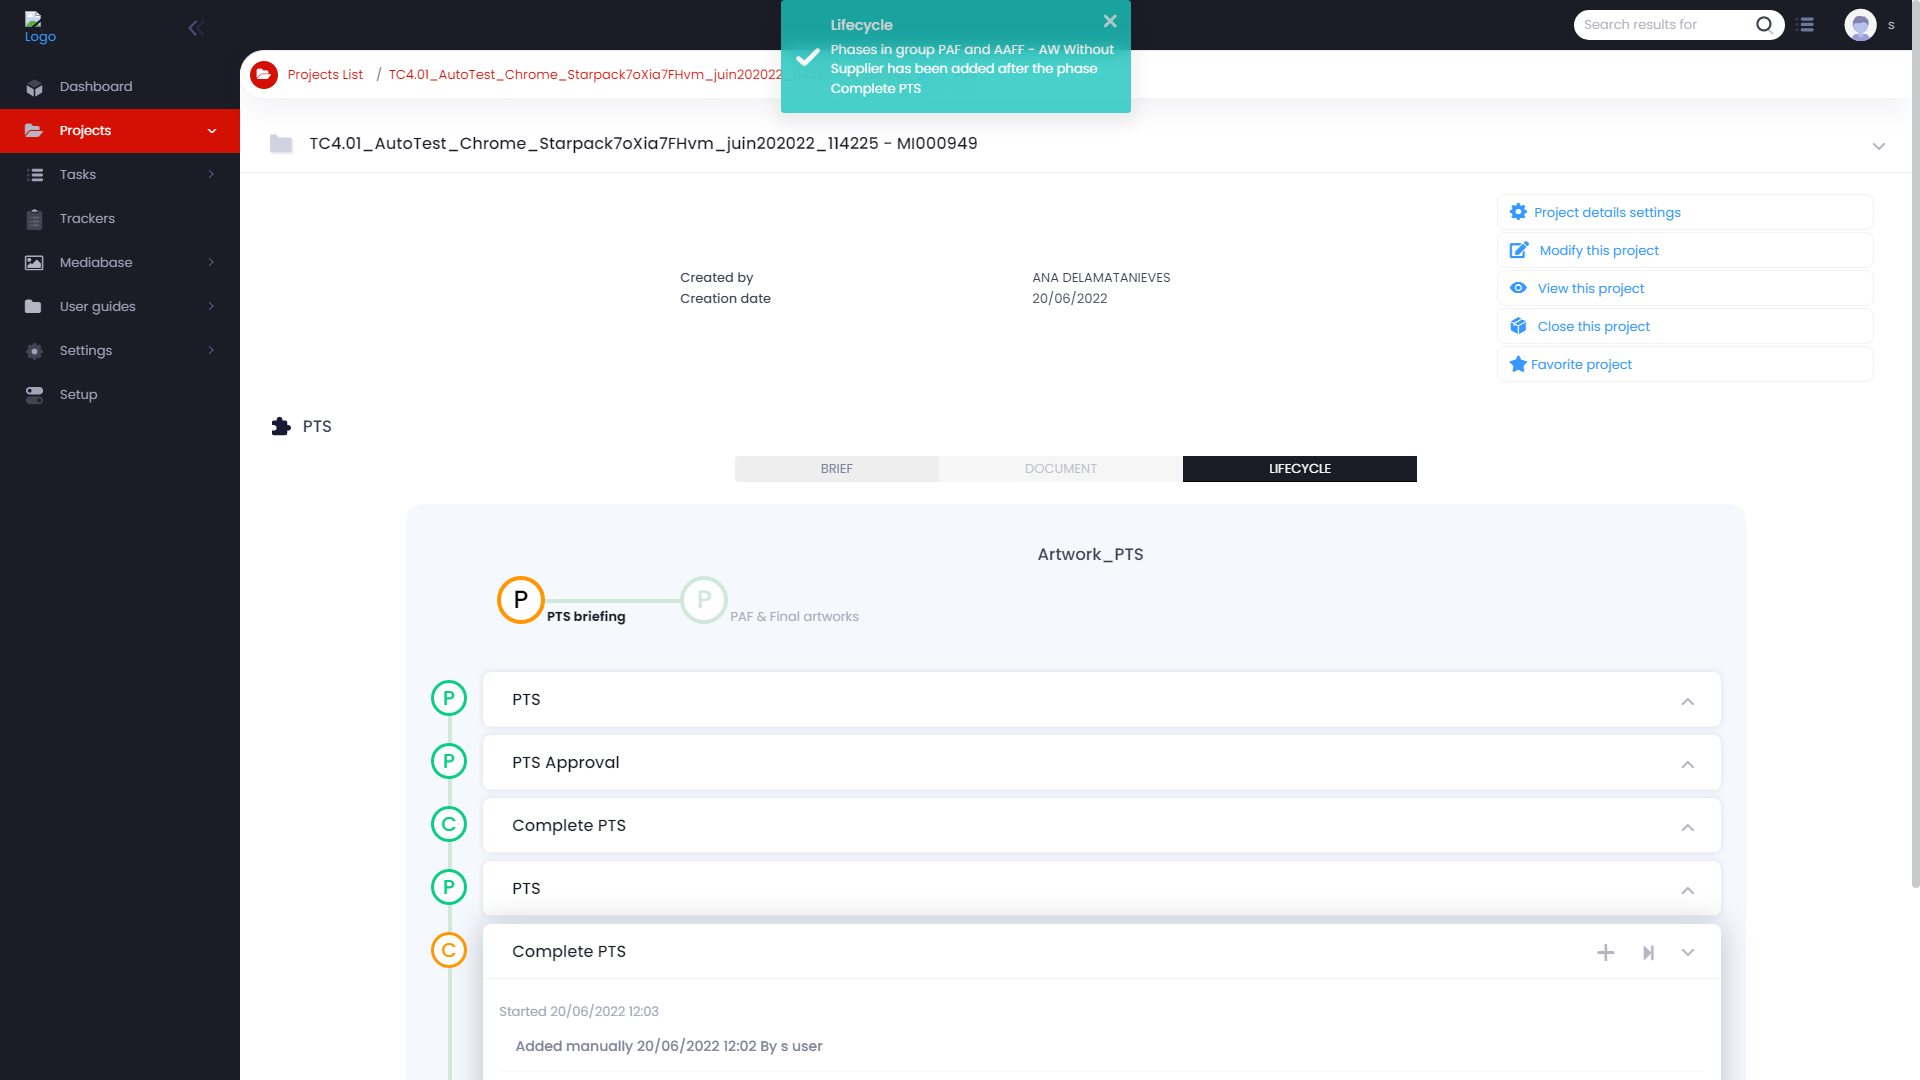 Logo
Lifecycle
Phases in group PAF and AAFF - AW Without
Supplier has been added after the phase
Complete PTS
Search results for
s
Projects List / TC4.01_AutoTest_Chrome_Starpack7oXia7FHvm_juin202022_
Dashboard
Projects
Tasks
Trackers
Mediabase
User guides
Settings
Setup
TC4.01_AutoTest_Chrome_Starpack7oXia7FHvm_juin202022_114225 - MI000949
Created by ANA DELAMATANIEVES
Creation date 20/06/2022
Project details settings
Modify this project
View this project
Close this project
Favorite project
PTS
BRIEF DOCUMENT LIFECYCLE
Artwork_PTS
P PTS briefing
P PAF & Final artworks
P PTS
P PTS Approval
C Complete PTS
P PTS
C Complete PTS
Started 20/06/2022 12:03
Added manually 20/06/2022 12:02 By s user